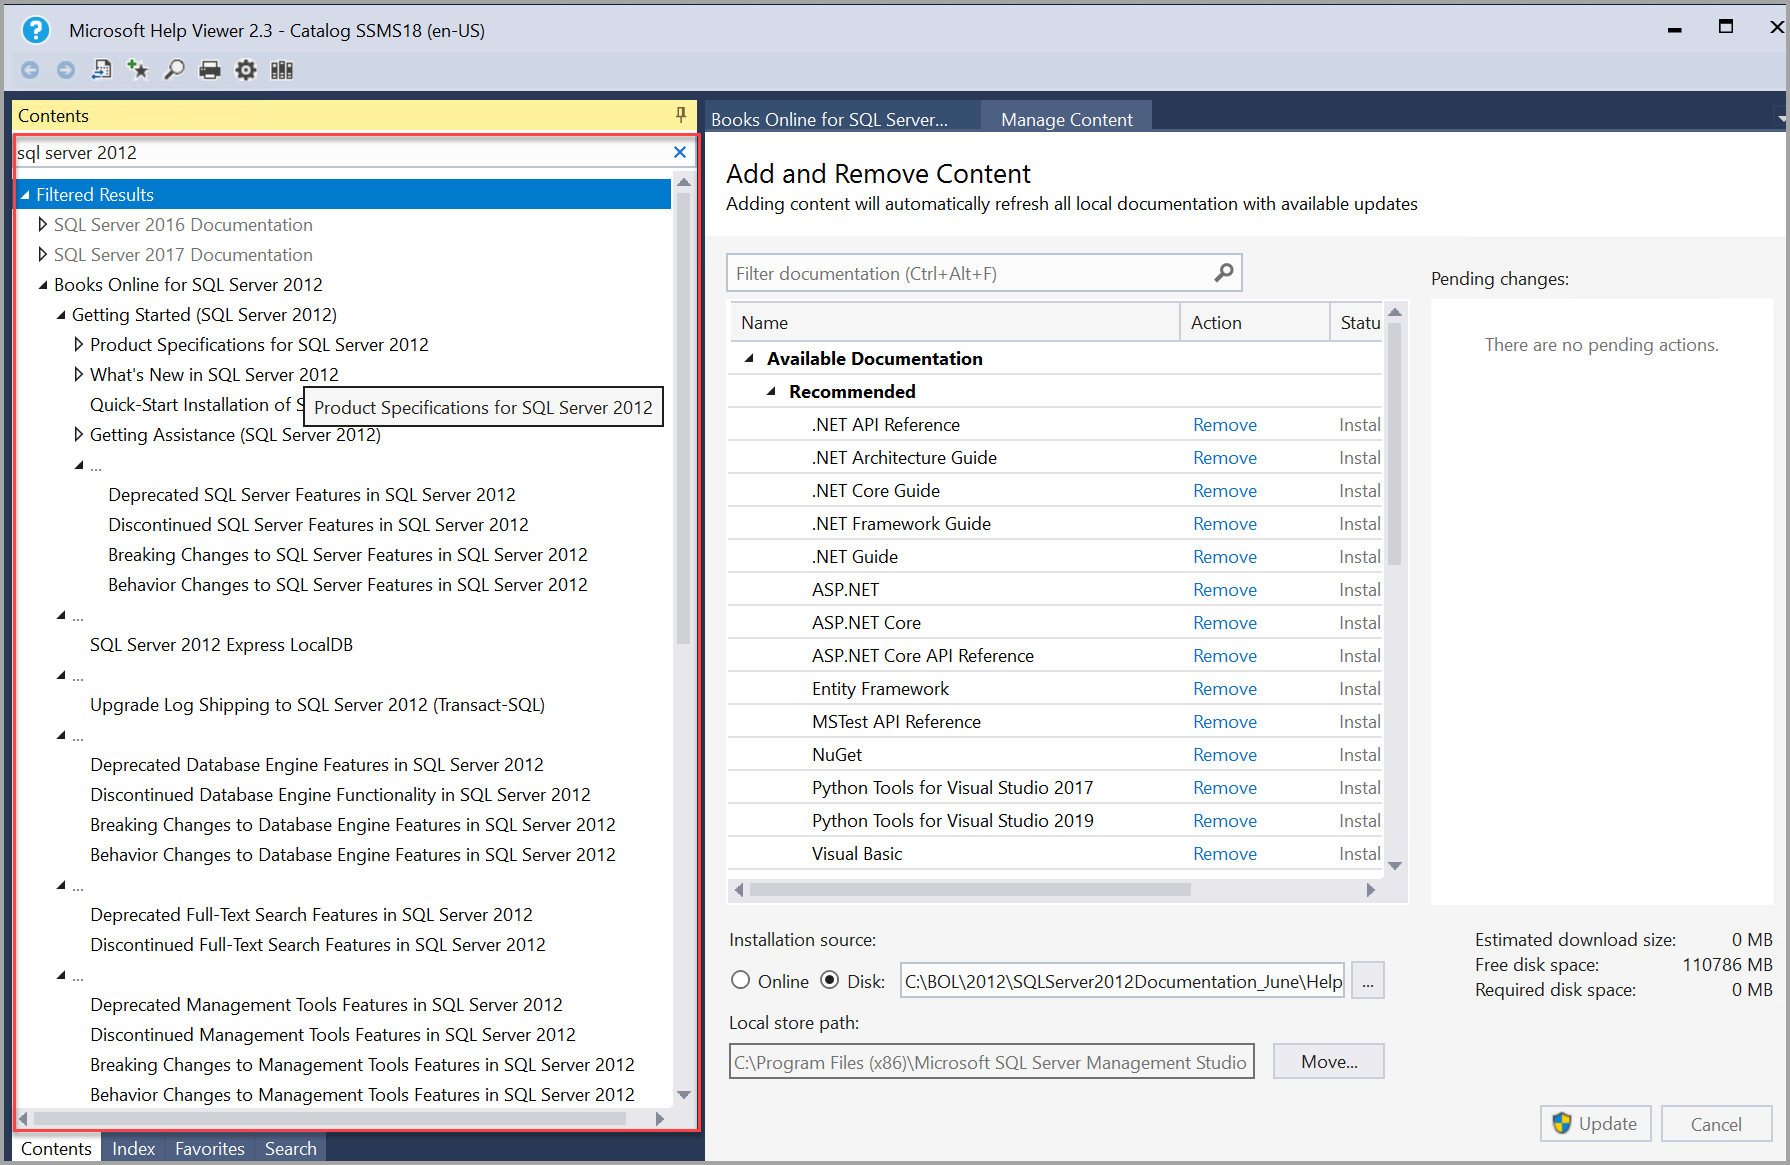 Microsoft Help Viewer 2.3 - Catalog SSMS18 (en-US)
Contents
sql server 2012
Filtered Results
SQL Server 2016 Documentation
SQL Server 2017 Documentation
Books Online for SQL Server 2012
Getting Started (SQL Server 2012)
Product Specifications for SQL Server 2012
What's New in SQL Server 2012
Quick-Start Installation of S
Product Specifications for SQL Server 2012
Getting Assistance (SQL Server 2012)
...
Deprecated SQL Server Features in SQL Server 2012
Discontinued SQL Server Features in SQL Server 2012
Breaking Changes to SQL Server Features in SQL Server 2012
Behavior Changes to SQL Server Features in SQL Server 2012
...
SQL Server 2012 Express LocalDB
...
Upgrade Log Shipping to SQL Server 2012 (Transact-SQL)
...
Deprecated Database Engine Features in SQL Server 2012
Discontinued Database Engine Functionality in SQL Server 2012
Breaking Changes to Database Engine Features in SQL Server 2012
Behavior Changes to Database Engine Features in SQL Server 2012
...
Deprecated Full-Text Search Features in SQL Server 2012
Discontinued Full-Text Search Features in SQL Server 2012
...
Deprecated Management Tools Features in SQL Server 2012
Discontinued Management Tools Features in SQL Server 2012
Breaking Changes to Management Tools Features in SQL Server 2012
Behavior Changes to Management Tools Features in SQL Server 2012
Contents Index Favorites Search
Books Online for SQL Server... Manage Content
Add and Remove Content
Adding content will automatically refresh all local documentation with available updates
Filter documentation (Ctrl+Alt+F)
Name Action Statu
Available Documentation
Recommended
.NET API Reference Remove Instal
.NET Architecture Guide Remove Instal
.NET Core Guide Remove Instal
.NET Framework Guide Remove Instal
.NET Guide Remove Instal
ASP.NET Remove Instal
ASP.NET Core Remove Instal
ASP.NET Core API Reference Remove Instal
Entity Framework Remove Instal
MSTest API Reference Remove Instal
NuGet Remove Instal
Python Tools for Visual Studio 2017 Remove Instal
Python Tools for Visual Studio 2019 Remove Instal
Visual Basic Remove Instal
Pending changes:
There are no pending actions.
Installation source:
Online Disk: C:\BOL\2012\SQLServer2012Documentation_June\Help ...
Local store path:
C:\Program Files (x86)\Microsoft SQL Server Management Studio Move...
Estimated download size: 0 MB
Free disk space: 110786 MB
Required disk space: 0 MB
Update Cancel